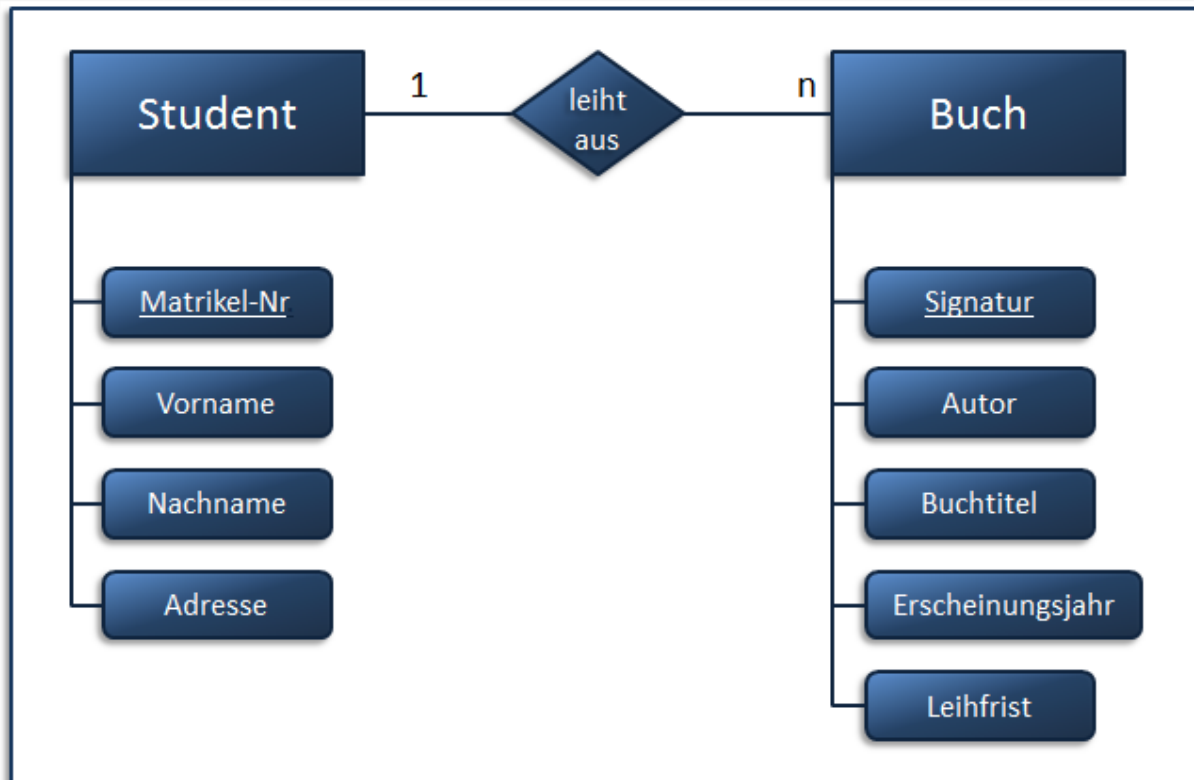 Student
1
leiht
aus
n
Buch
Matrikel-Nr
Vorname
Nachname
Adresse
Signatur
Autor
Buchtitel
Erscheinungsjahr
Leihfrist